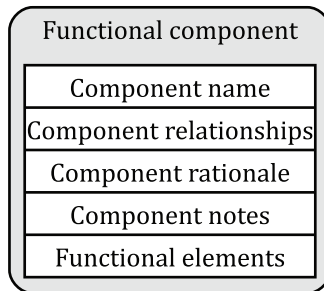 Functional component
Component name
Component relationships
Component rationale
Component notes
Functional elements